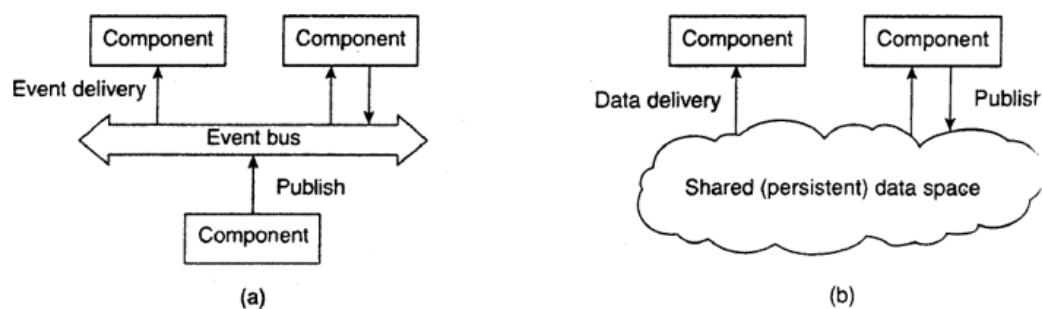 Component
Component
Event delivery
Event bus
Publish
Component
(a)
Component
Component
Data delivery
Publish
Shared (persistent) data space
(b)